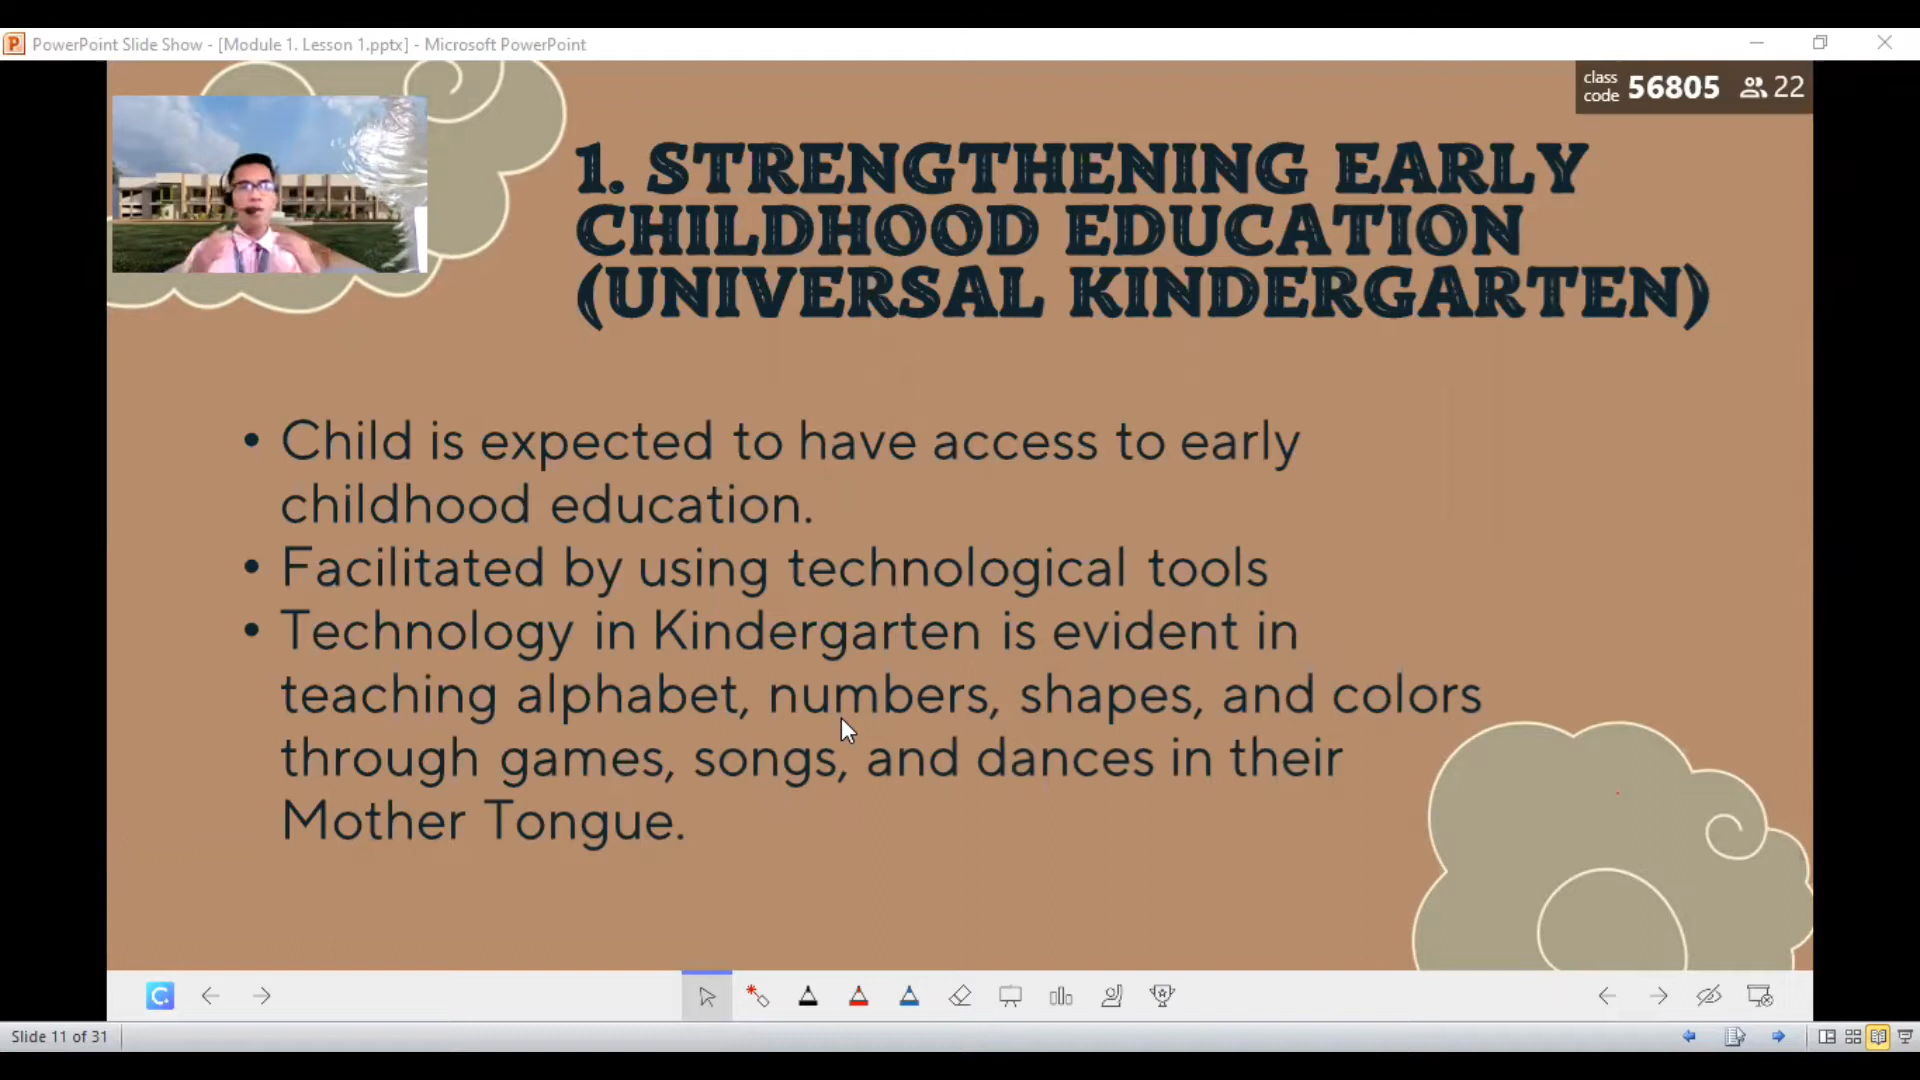 PowerPoint Slide Show - [Module 1. Lesson 1.pptx] - Microsoft PowerPoint
class code 56805 22
1. STRENGTHENING EARLY
CHILDHOOD EDUCATION
(UNIVERSAL KINDERGARTEN)
• Child is expected to have access to early
childhood education.
• Facilitated by using technological tools
• Technology in Kindergarten is evident in
teaching alphabet, numbers, shapes, and colors
through games, songs, and dances in their
Mother Tongue.
Slide 11 of 31